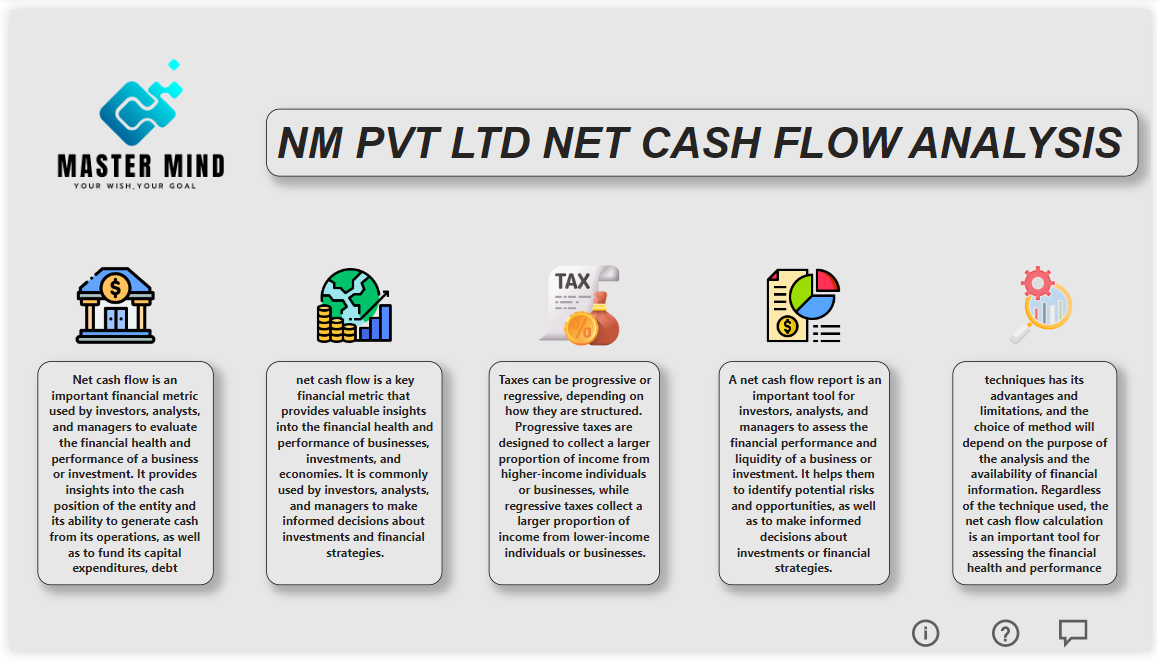 MASTER MIND
YOUR WISH,YOUR GOAL
NM PVT LTD NET CASH FLOW ANALYSIS
Net cash flow is an
important financial metric
used by investors, analysts,
and managers to evaluate
the financial health and
performance of a business
or investment. It provides
insights into the cash
position of the entity and
its ability to generate cash
from its operations, as well
as to fund its capital
expenditures, debt
net cash flow is a key
financial metric that
provides valuable insights
into the financial health and
performance of businesses,
investments, and
economies. It is commonly
used by investors, analysts,
and managers to make
informed decisions about
investments and financial
strategies.
TAX
%
Taxes can be progressive or
regressive, depending on
how they are structured.
Progressive taxes are
designed to collect a larger
proportion of income from
higher-income individuals
or businesses, while
regressive taxes collect a
larger proportion of
income from lower-income
individuals or businesses.
A net cash flow report is an
important tool for
investors, analysts, and
managers to assess the
financial performance and
liquidity of a business or
investment. It helps them
to identify potential risks
and opportunities, as well
as to make informed
decisions about
investments or financial
strategies.
techniques has its
advantages and
limitations, and the
choice of method will
depend on the purpose of
the analysis and the
availability of financial
information. Regardless
of the technique used, the
net cash flow calculation
is an important tool for
assessing the financial
health and performance